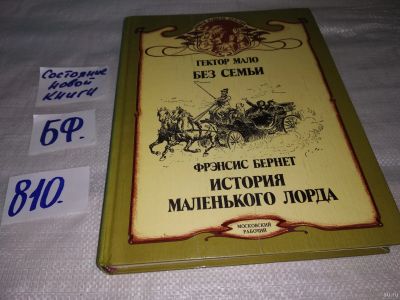 Состояние
новой
книги
БФ.
810.
ГЕКТОР МАЛО
БЕЗ СЕМЬИ
ФРЭНСИС БЕРНЕТ
ИСТОРИЯ
МАЛЕНЬКОГО ЛОРДА
МОСКОВСКИЙ
РАБОЧИЙ